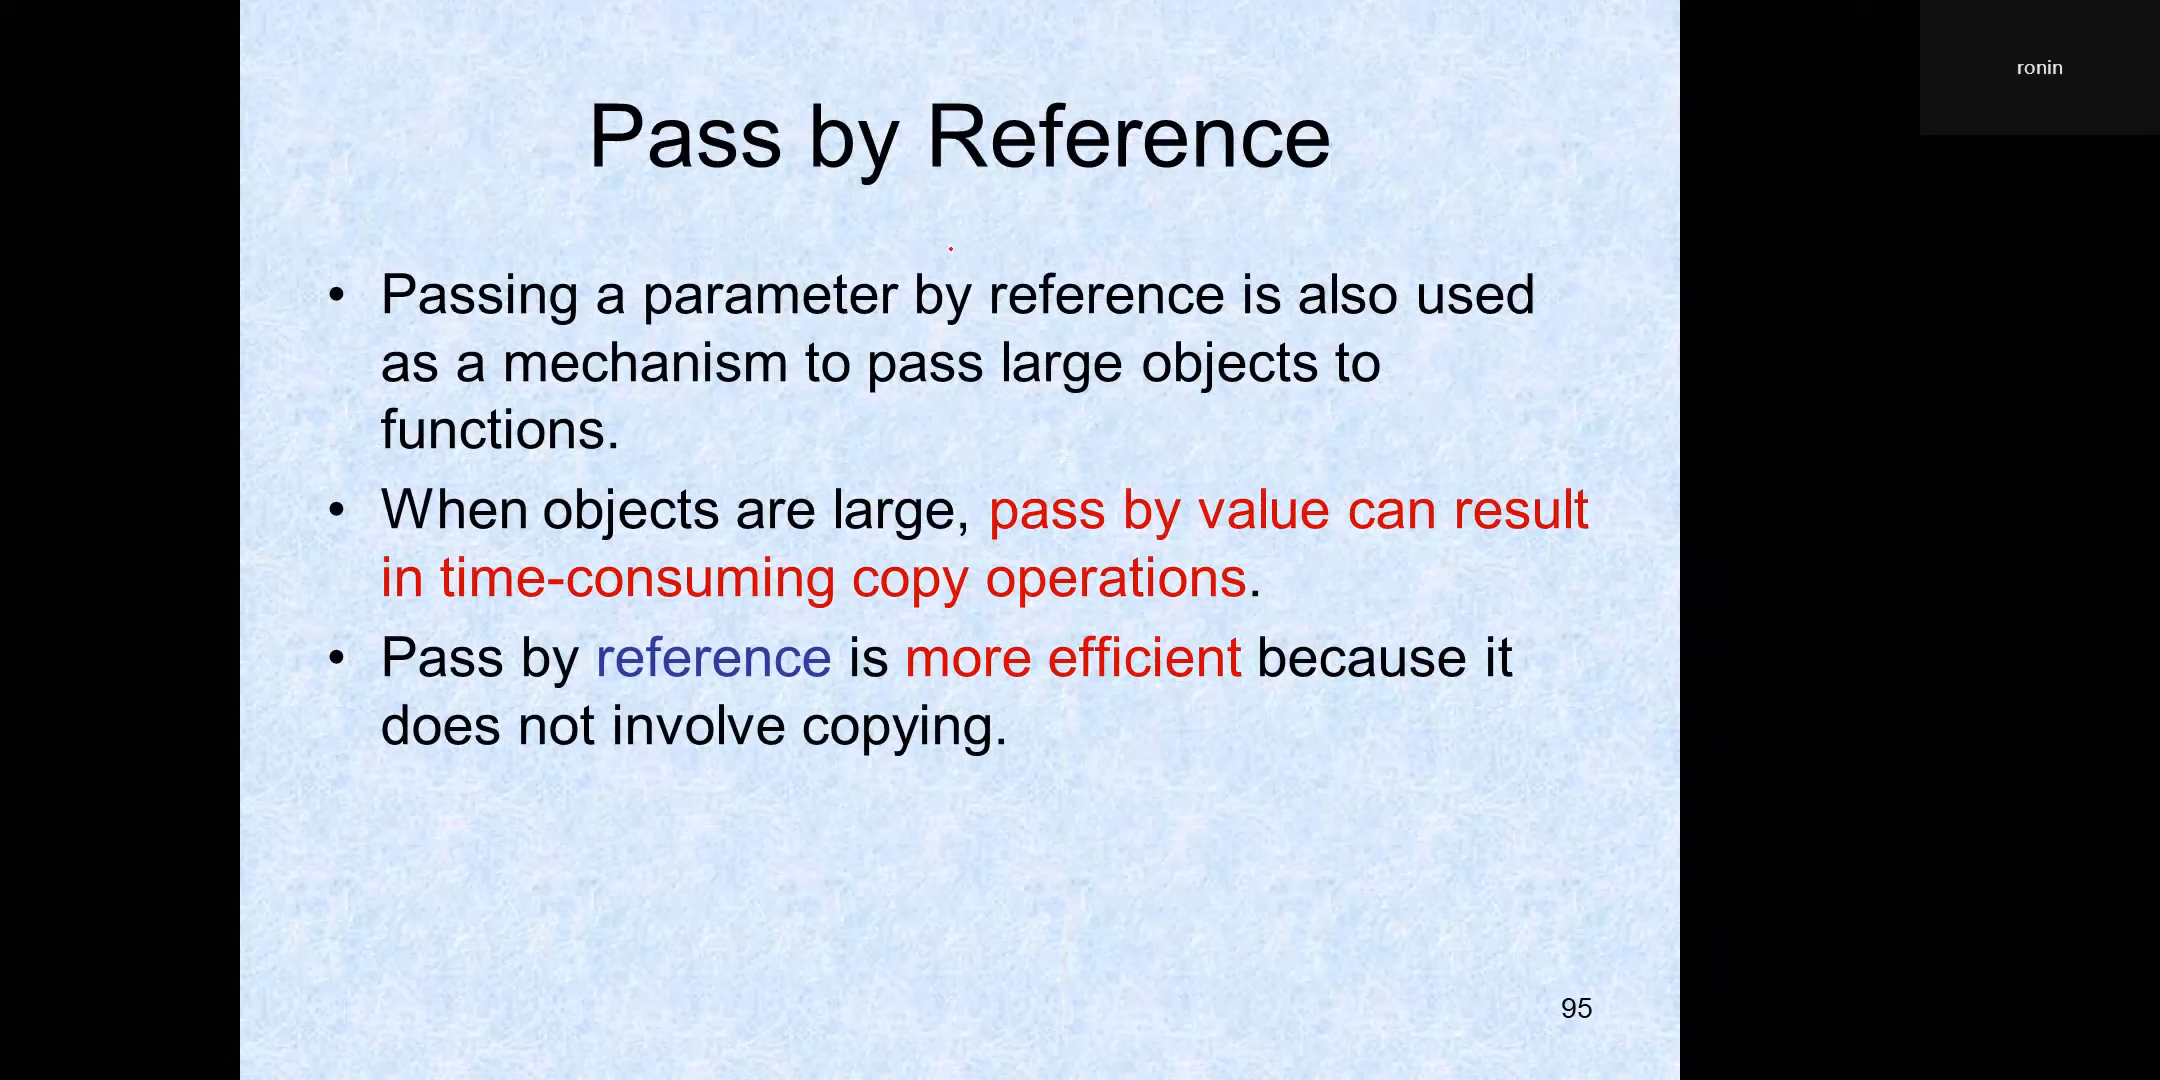 ronin
Pass by Reference
• Passing a parameter by reference is also used
as a mechanism to pass large objects to
functions.
• When objects are large, pass by value can result
in time-consuming copy operations.
• Pass by reference is more efficient because it
does not involve copying.
95